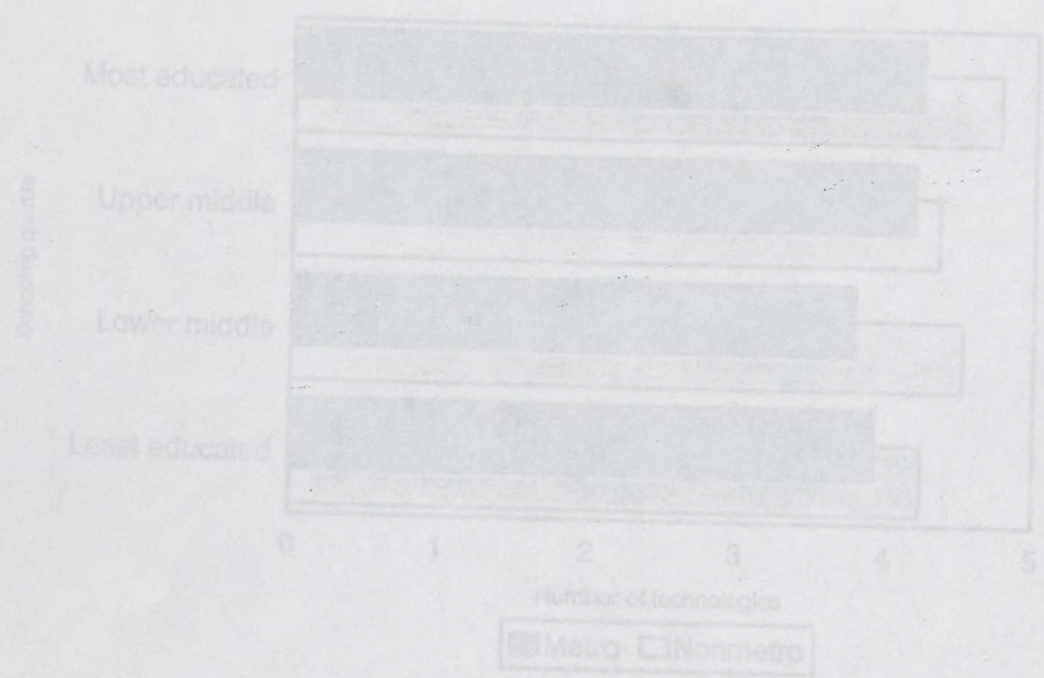 Most educated
Upper middle
Lower middle
Least educated
0 1 2 3 4 5
Number of technologies
Metro Nonmetro